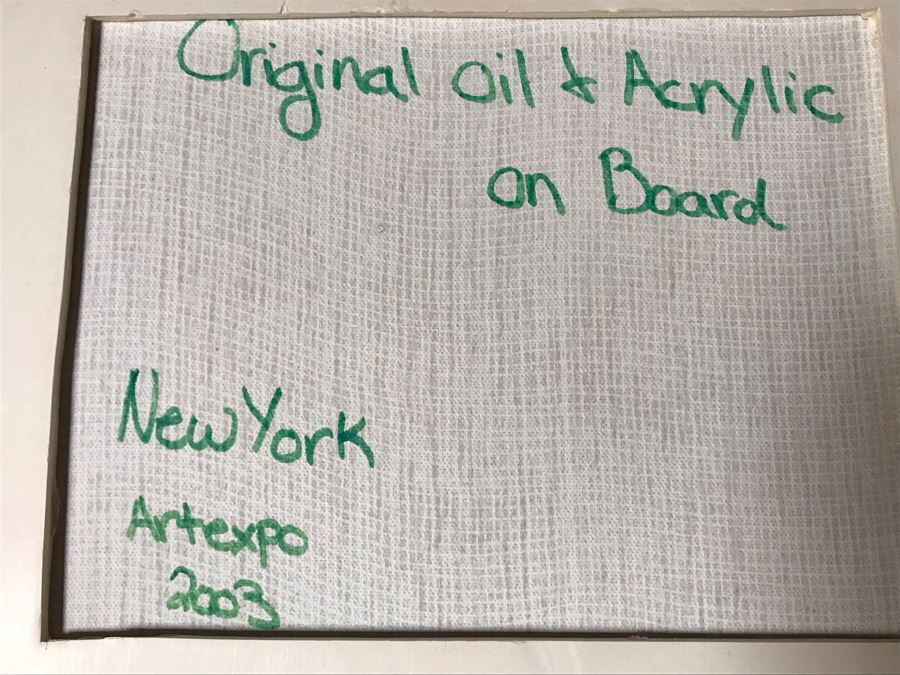 Original Oil & Acrylic
on Board
New York
Artexpo
2003